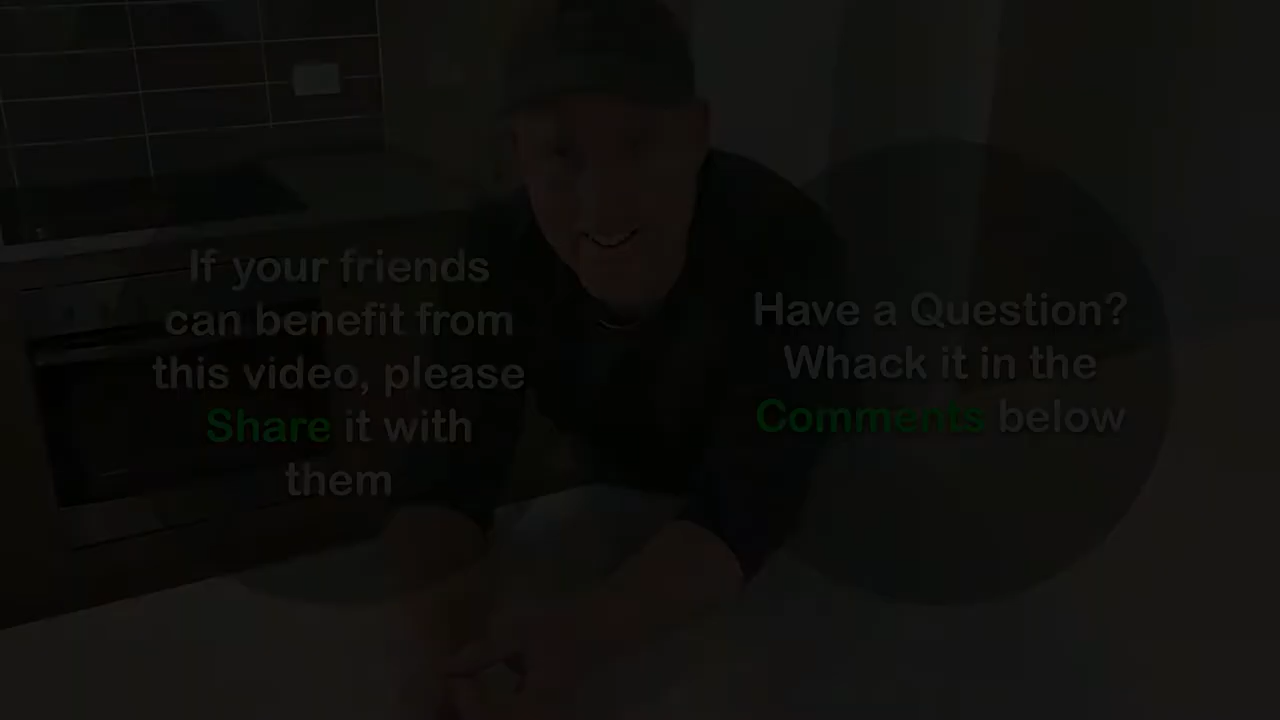 If your friends
can benefit from
this video, please
Share it with
them
Have a Question?
Whack it in the
Comments below